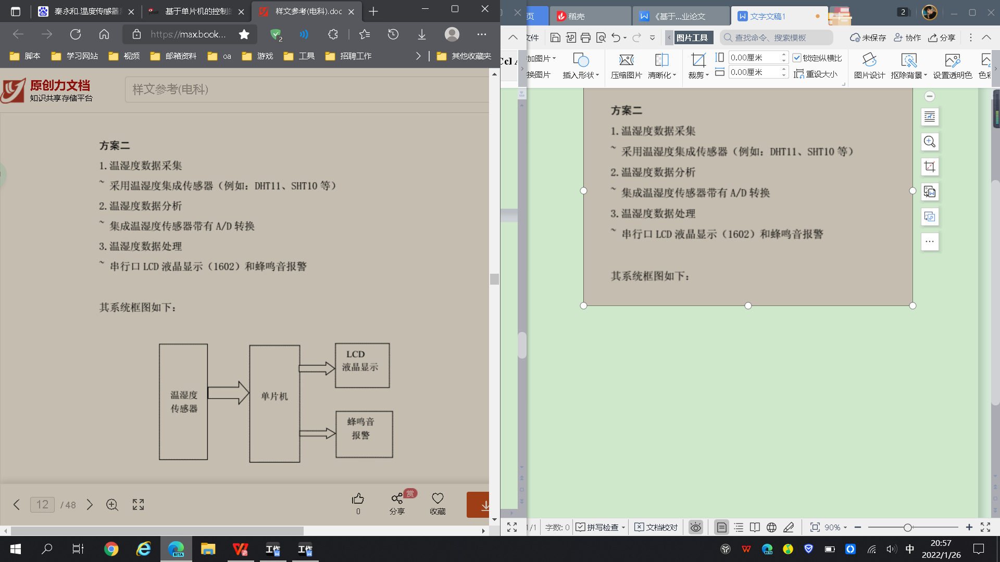 秦永和.温度传感器
基于单片机的控制的
样文参考(电科).doc
https://max.book...
2
脚本
学习网站
视频
邮箱资料
oa
游戏
工具
招聘工作
其他收藏夹
原创力文档
知识共享存储平台
样文参考(电科)
方案二
1.温湿度数据采集
~ 采用温湿度集成传感器（例如：DHT11、SHT10 等）
2.温湿度数据分析
~ 集成温湿度传感器带有 A/D 转换
3.温湿度数据处理
~ 串行口 LCD 液晶显示（1602）和蜂鸣音报警
其系统框图如下：
温湿度
传感器
单片机
LCD
液晶显示
蜂鸣音
报警
12 / 48
0
分享
赏
收藏
页
稻壳
《基于...业论文
文字文稿1
2
文件
图片工具
查找命令、搜索模板
未保存
协作
分享
加图片
换图片
插入形状
压缩图片
清晰化
裁剪
0.00厘米
0.00厘米
锁定纵横比
重设大小
图片设计
抠除背景
设置透明色
色彩
方案二
1.温湿度数据采集
~ 采用温湿度集成传感器（例如：DHT11、SHT10 等）
2.温湿度数据分析
~ 集成温湿度传感器带有 A/D 转换
3.温湿度数据处理
~ 串行口 LCD 液晶显示（1602）和蜂鸣音报警
其系统框图如下：
1/1
字数: 0
拼写检查
文档校对
90%
BETA
工作
工作
BETA
中
20:57
2022/1/26